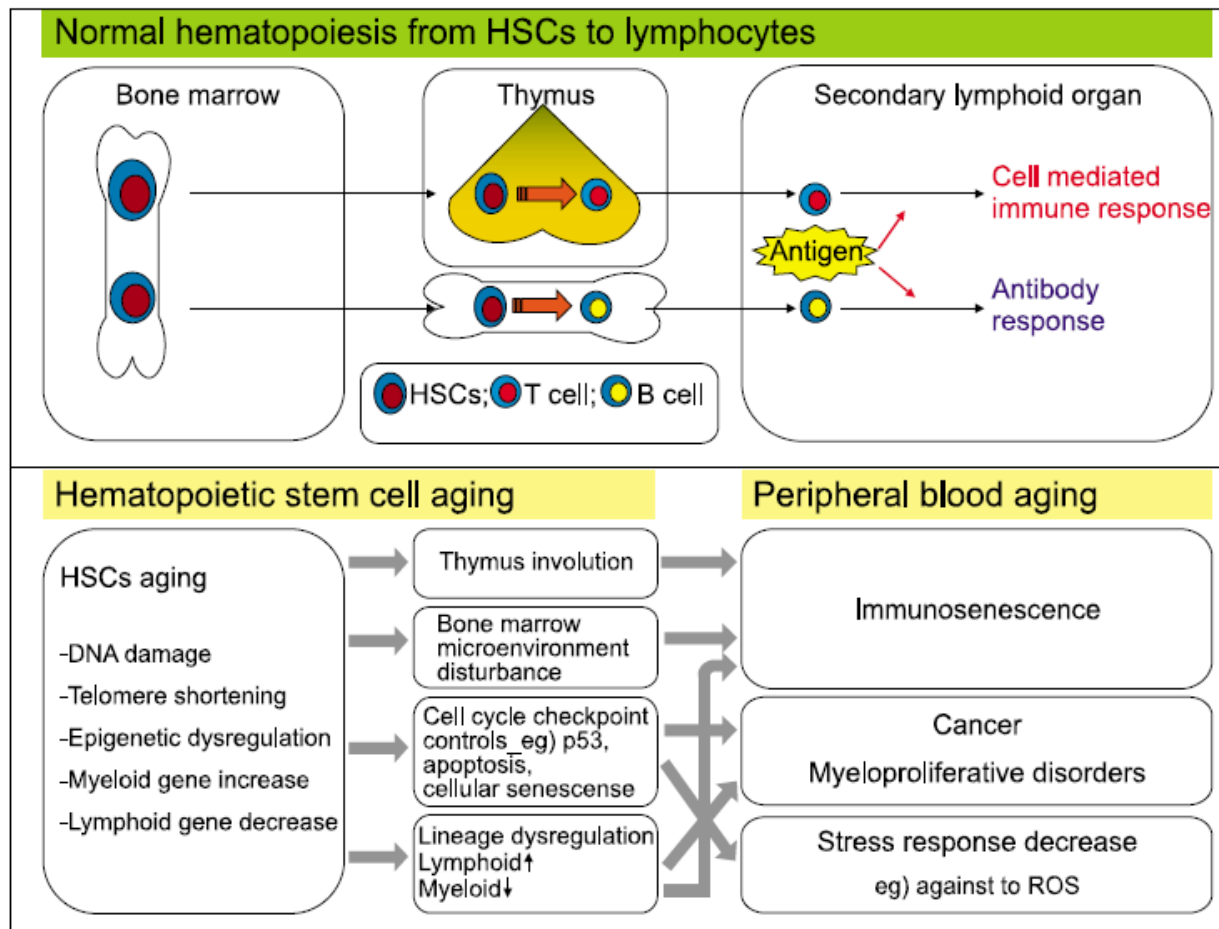 Normal hematopoiesis from HSCs to lymphocytes
Bone marrow
Thymus
Secondary lymphoid organ
Cell mediated
immune response
Antigen
Antibody
response
HSCs; T cell; B cell
Hematopoietic stem cell aging
Peripheral blood aging
HSCs aging
-DNA damage
-Telomere shortening
-Epigenetic dysregulation
-Myeloid gene increase
-Lymphoid gene decrease
Thymus involution
Bone marrow
microenvironment
disturbance
Cell cycle checkpoint
controls_eg) p53,
apoptosis,
cellular senescense
Lineage dysregulation
Lymphoid↑
Myeloid↓
Immunosenescence
Cancer
Myeloproliferative disorders
Stress response decrease
eg) against to ROS